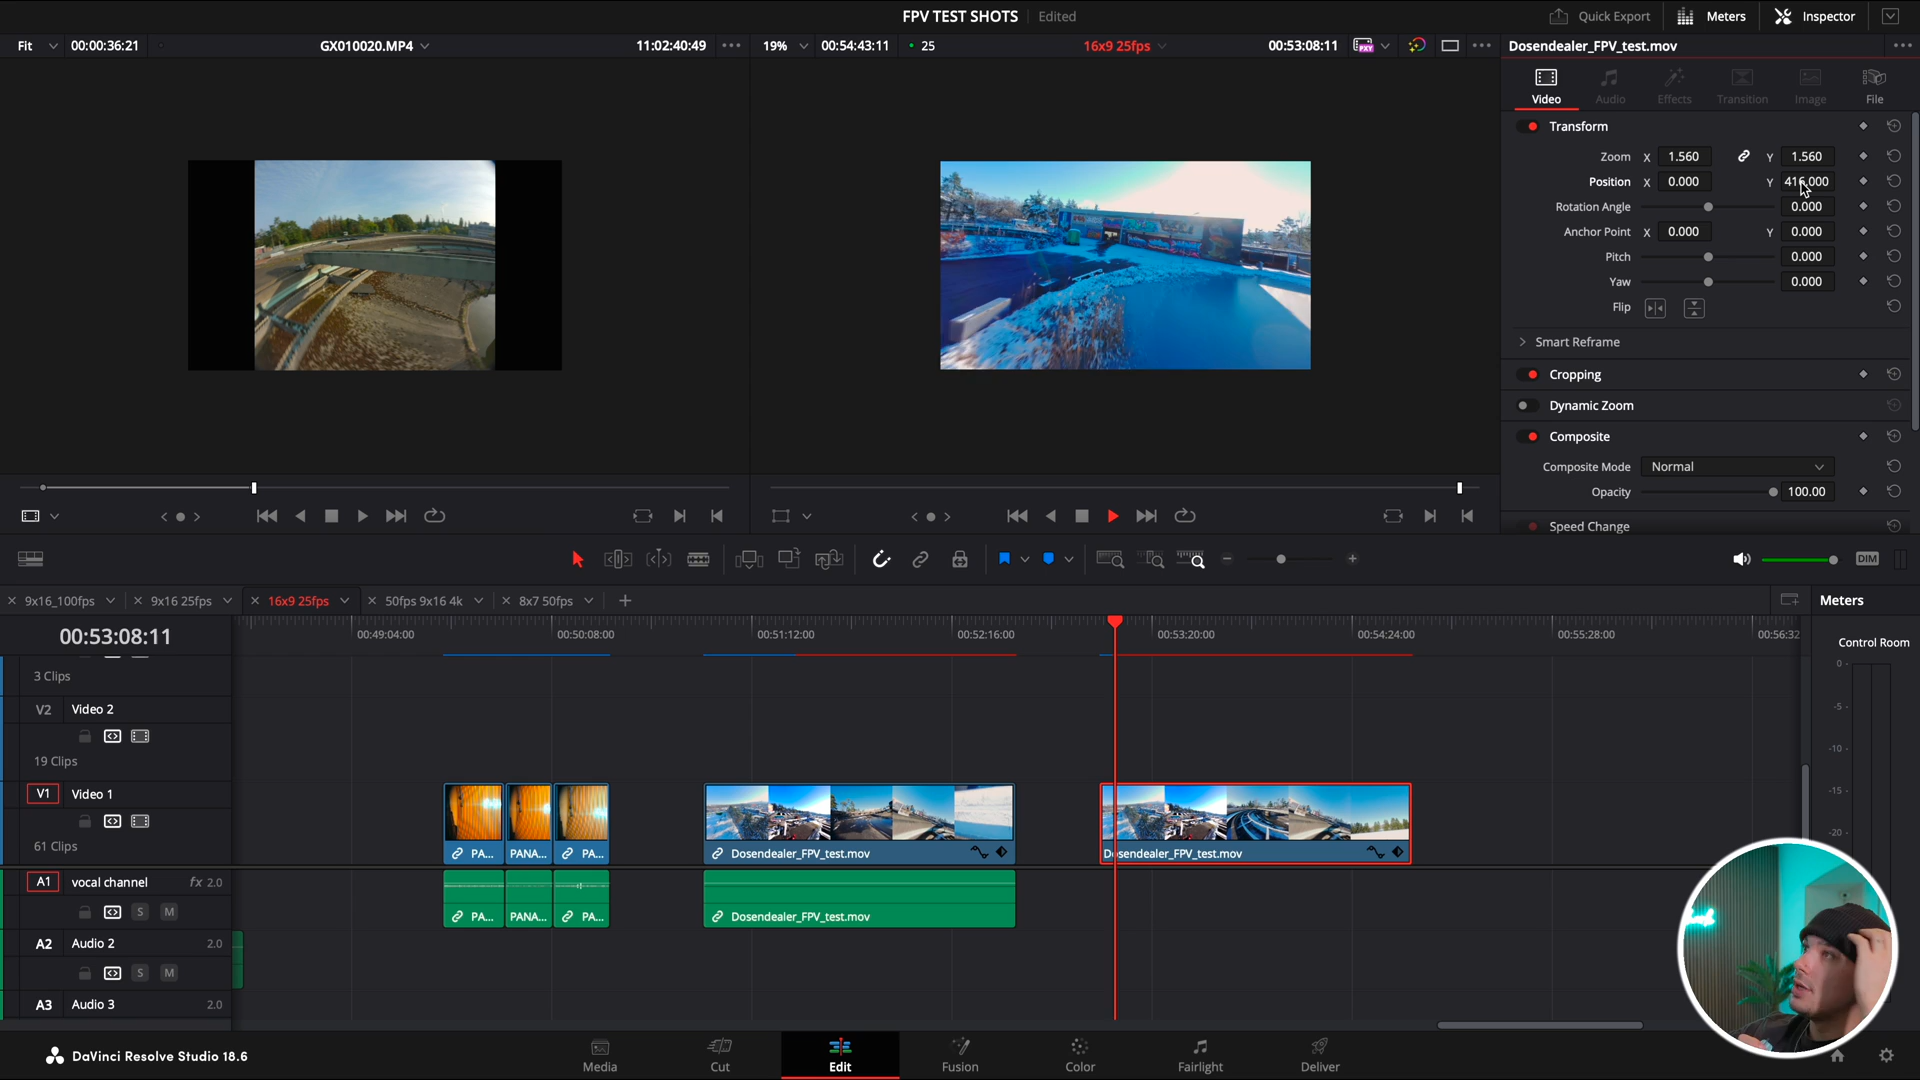 FPV TEST SHOTS Edited
Quick Export Meters Inspector
Fit 00:00:36:21 GX010020.MP4 11:02:40:49
19% 00:54:43:11 25 16x9 25fps 00:53:08:11
Dosendealer_FPV_test.mov
Video Audio Effects Transition Image File
Transform
Zoom X 1.560 Y 1.560
Position X 0.000 Y 416.000
Rotation Angle 0.000
Anchor Point X 0.000 Y 0.000
Pitch 0.000
Yaw 0.000
Flip
Smart Reframe
Cropping
Dynamic Zoom
Composite
Composite Mode Normal
Opacity 100.00
Speed Change
DIM
9x16_100fps 9x16 25fps 16x9 25fps 50fps 9x16 4k 8x7 50fps
Meters
00:53:08:11
00:49:04:00 00:50:08:00 00:51:12:00 00:52:16:00 00:53:20:00 00:54:24:00 00:55:28:00 00:56:32
Control Room
0
-5
-10
-15
-20
3 Clips
V2 Video 2
19 Clips
V1 Video 1
61 Clips
PA... PANA... PA... Dosendealer_FPV_test.mov Dosendealer_FPV_test.mov
A1 vocal channel fx 2.0
S M
PA... PANA... PA... Dosendealer_FPV_test.mov
A2 Audio 2 2.0
S M
A3 Audio 3 2.0
DaVinci Resolve Studio 18.6
Media Cut Edit Fusion Color Fairlight Deliver